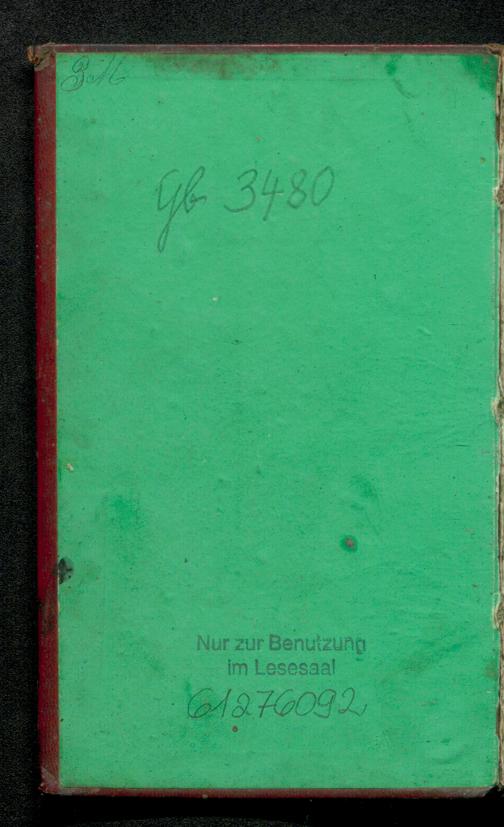 Yb 3480
Nur zur Benutzung
im Lesesaal
61276092